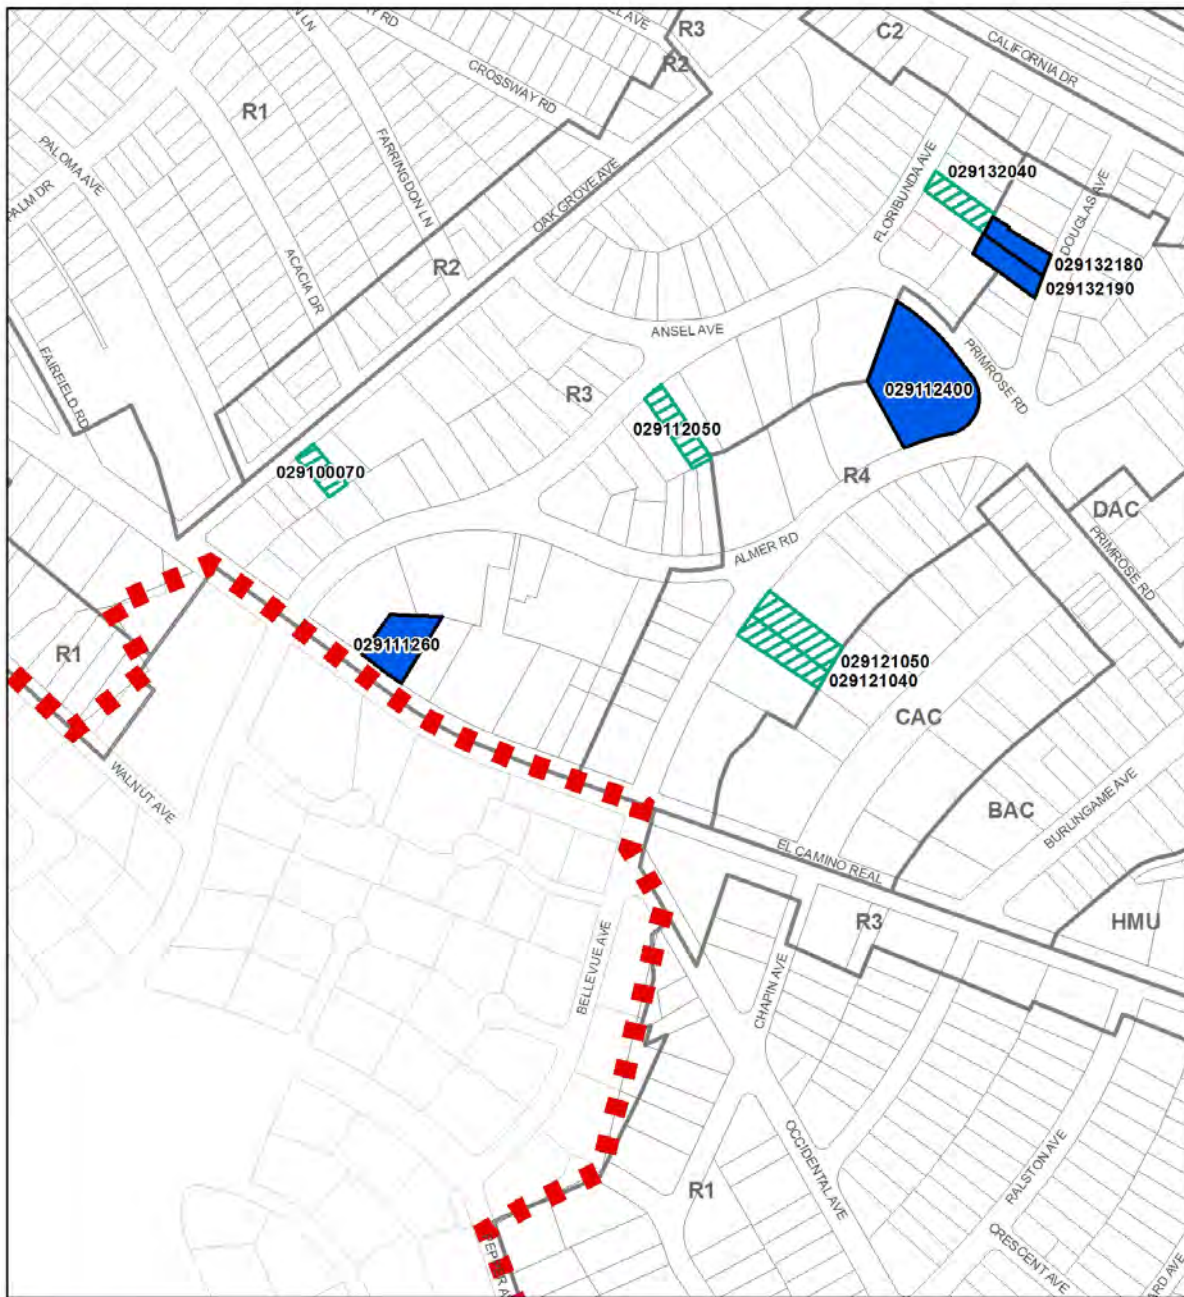 R3
C2
CALIFORNIA DR
R2
CROSSWAY RD
R1
PALOMA AVE
FARRINGDON LN
FLORIBUNDA AVE
029132040
PALM DR
OAK GROVE AVE
DOUGLAS AVE
ACACIA DR
R2
029132180
029132190
ANSEL AVE
FAIRFIELD RD
PRIMROSE RD
R3
029112400
029112050
029100070
R4
DAC
ALMER RD
PRIMROSE RD
029111260
R1
029121050
029121040
CAC
WALNUT AVE
BAC
BURLINGAME AVE
EL CAMINO REAL
R3
HMU
BELLEVUE AVE
CHAPIN AVE
OCCIDENTAL AVE
RALSTON AVE
R1
CRESCENT AVE